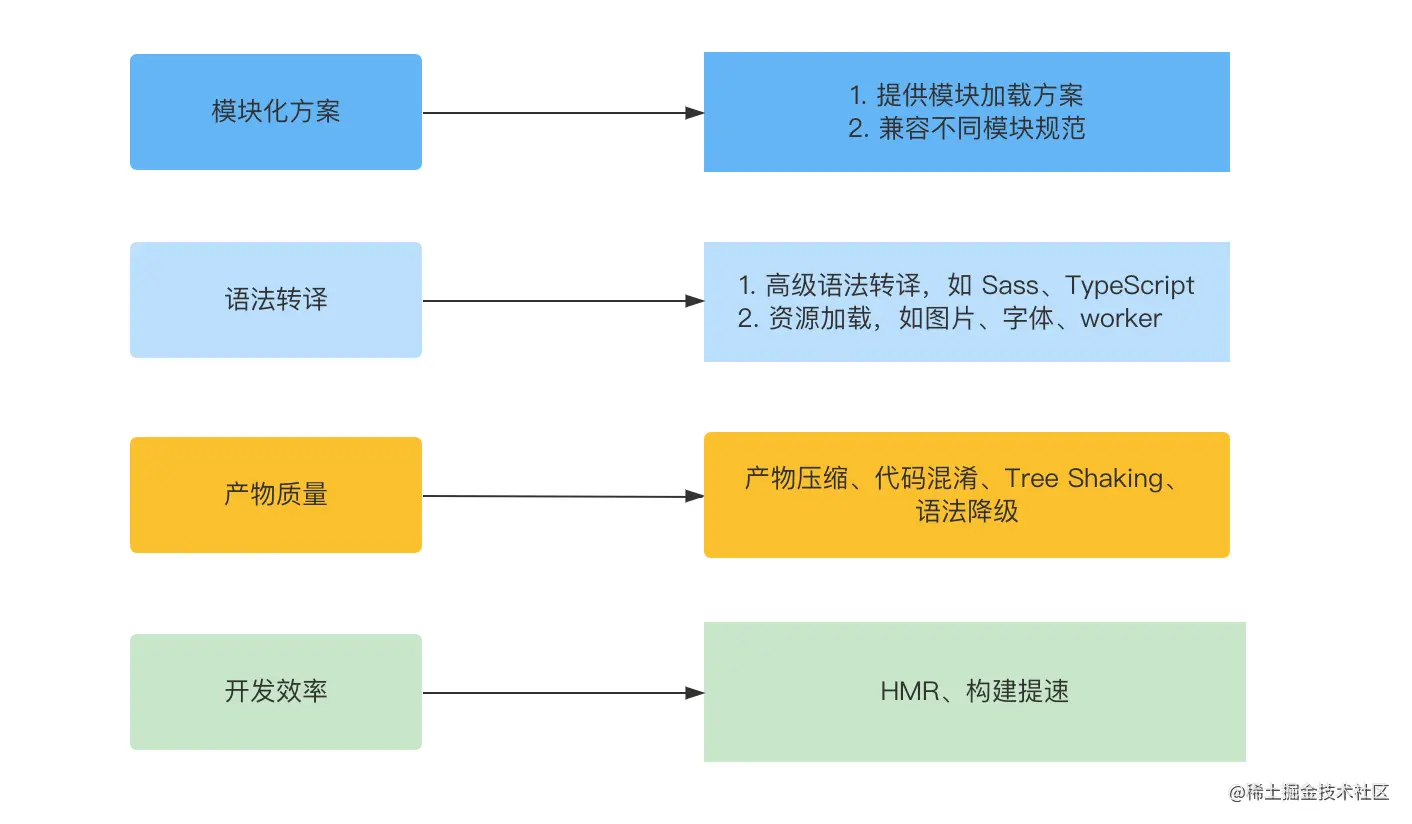 模块化方案
1. 提供模块加载方案
2. 兼容不同模块规范
语法转译
1. 高级语法转译，如 Sass、TypeScript
2. 资源加载，如图片、字体、worker
产物质量
产物压缩、代码混淆、Tree Shaking、
语法降级
开发效率
HMR、构建提速
@稀土掘金技术社区